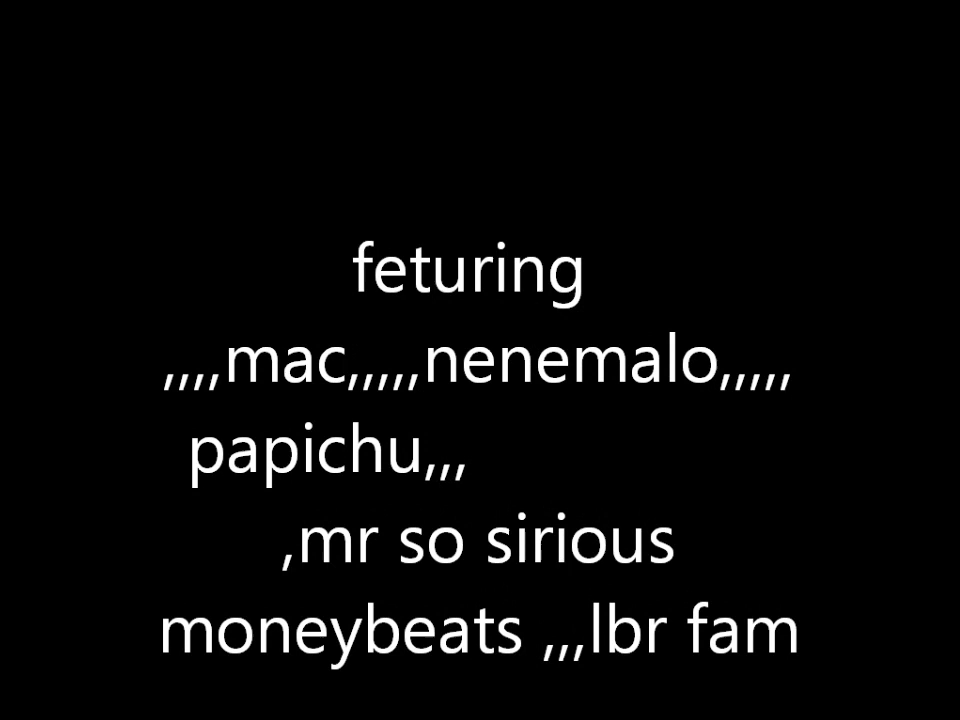 feturing
,,,,mac,,,,,nenemalo,,,,,
papichu,,,
,mr so sirious
moneybeats ,,,lbr fam